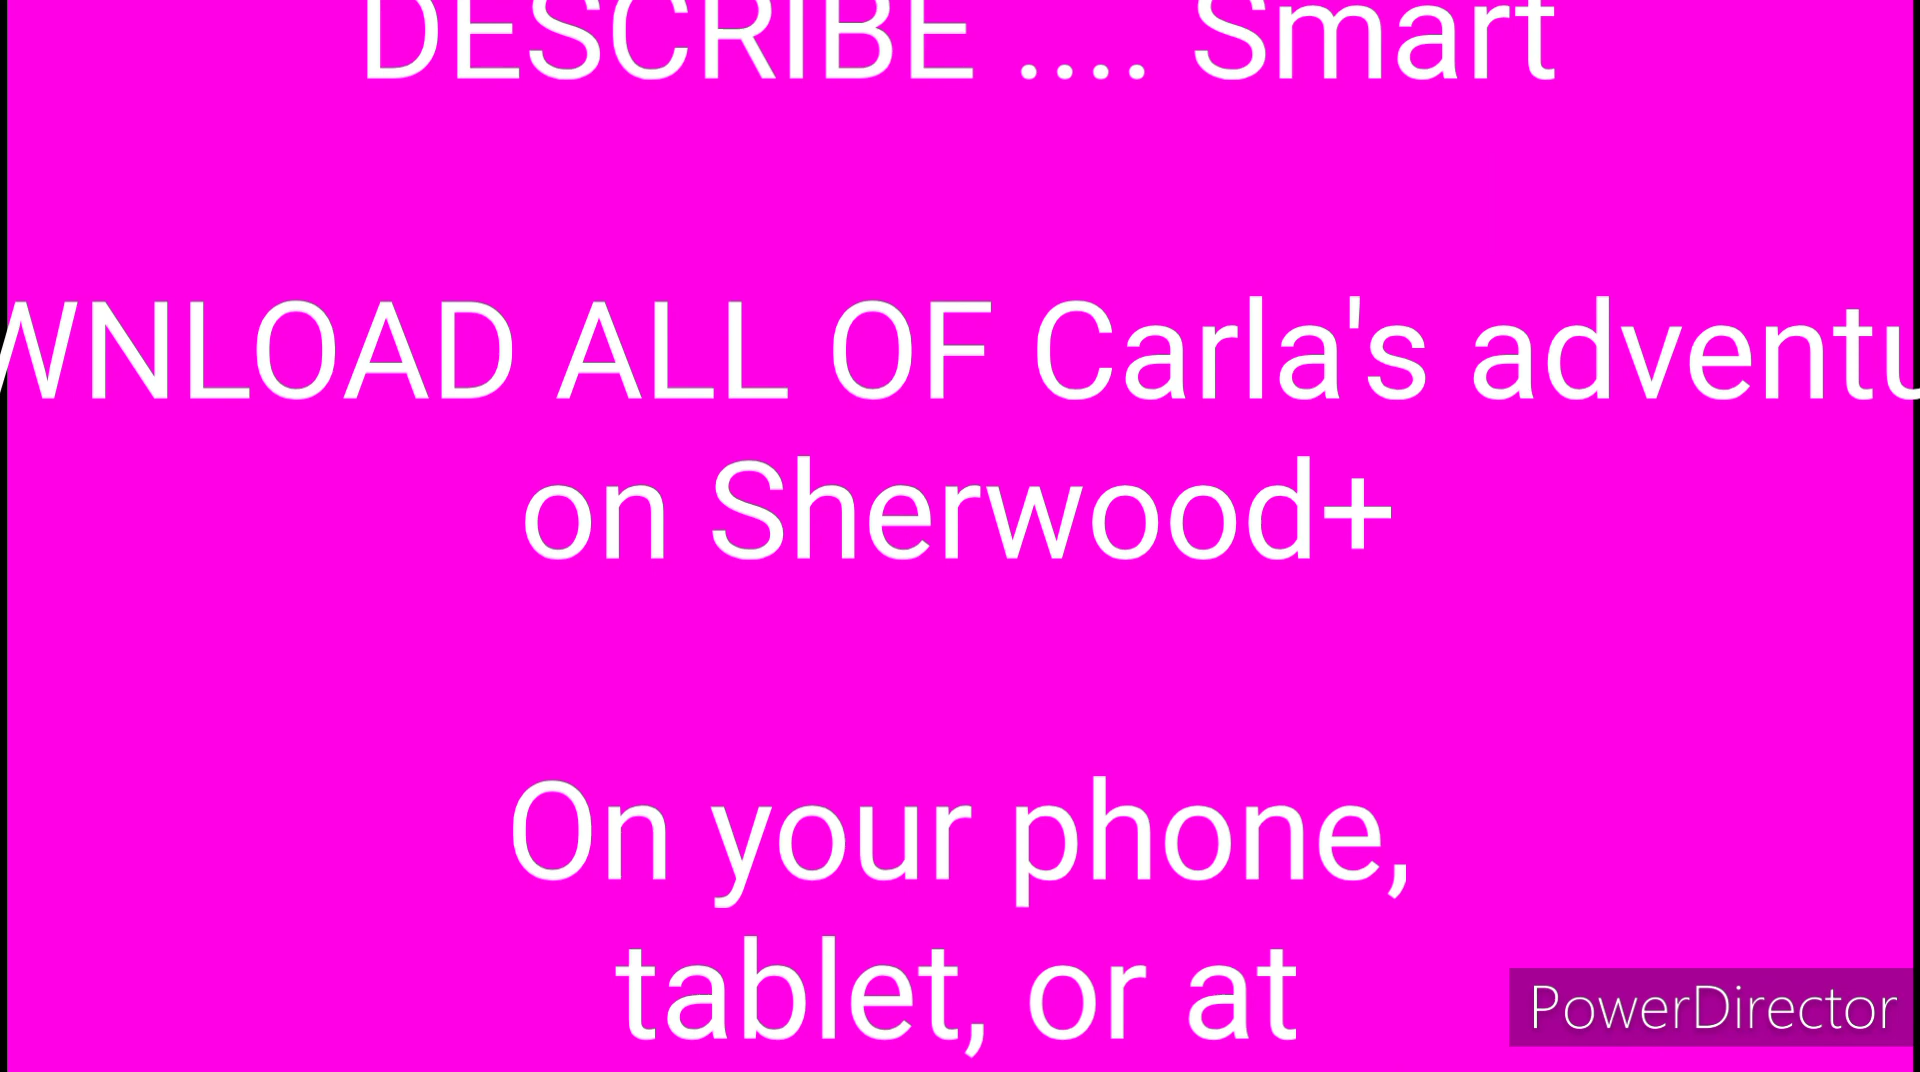 DESCRIBE .... Smart
WNLOAD ALL OF Carla's adventu
on Sherwood+
On your phone,
tablet, or at
PowerDirector